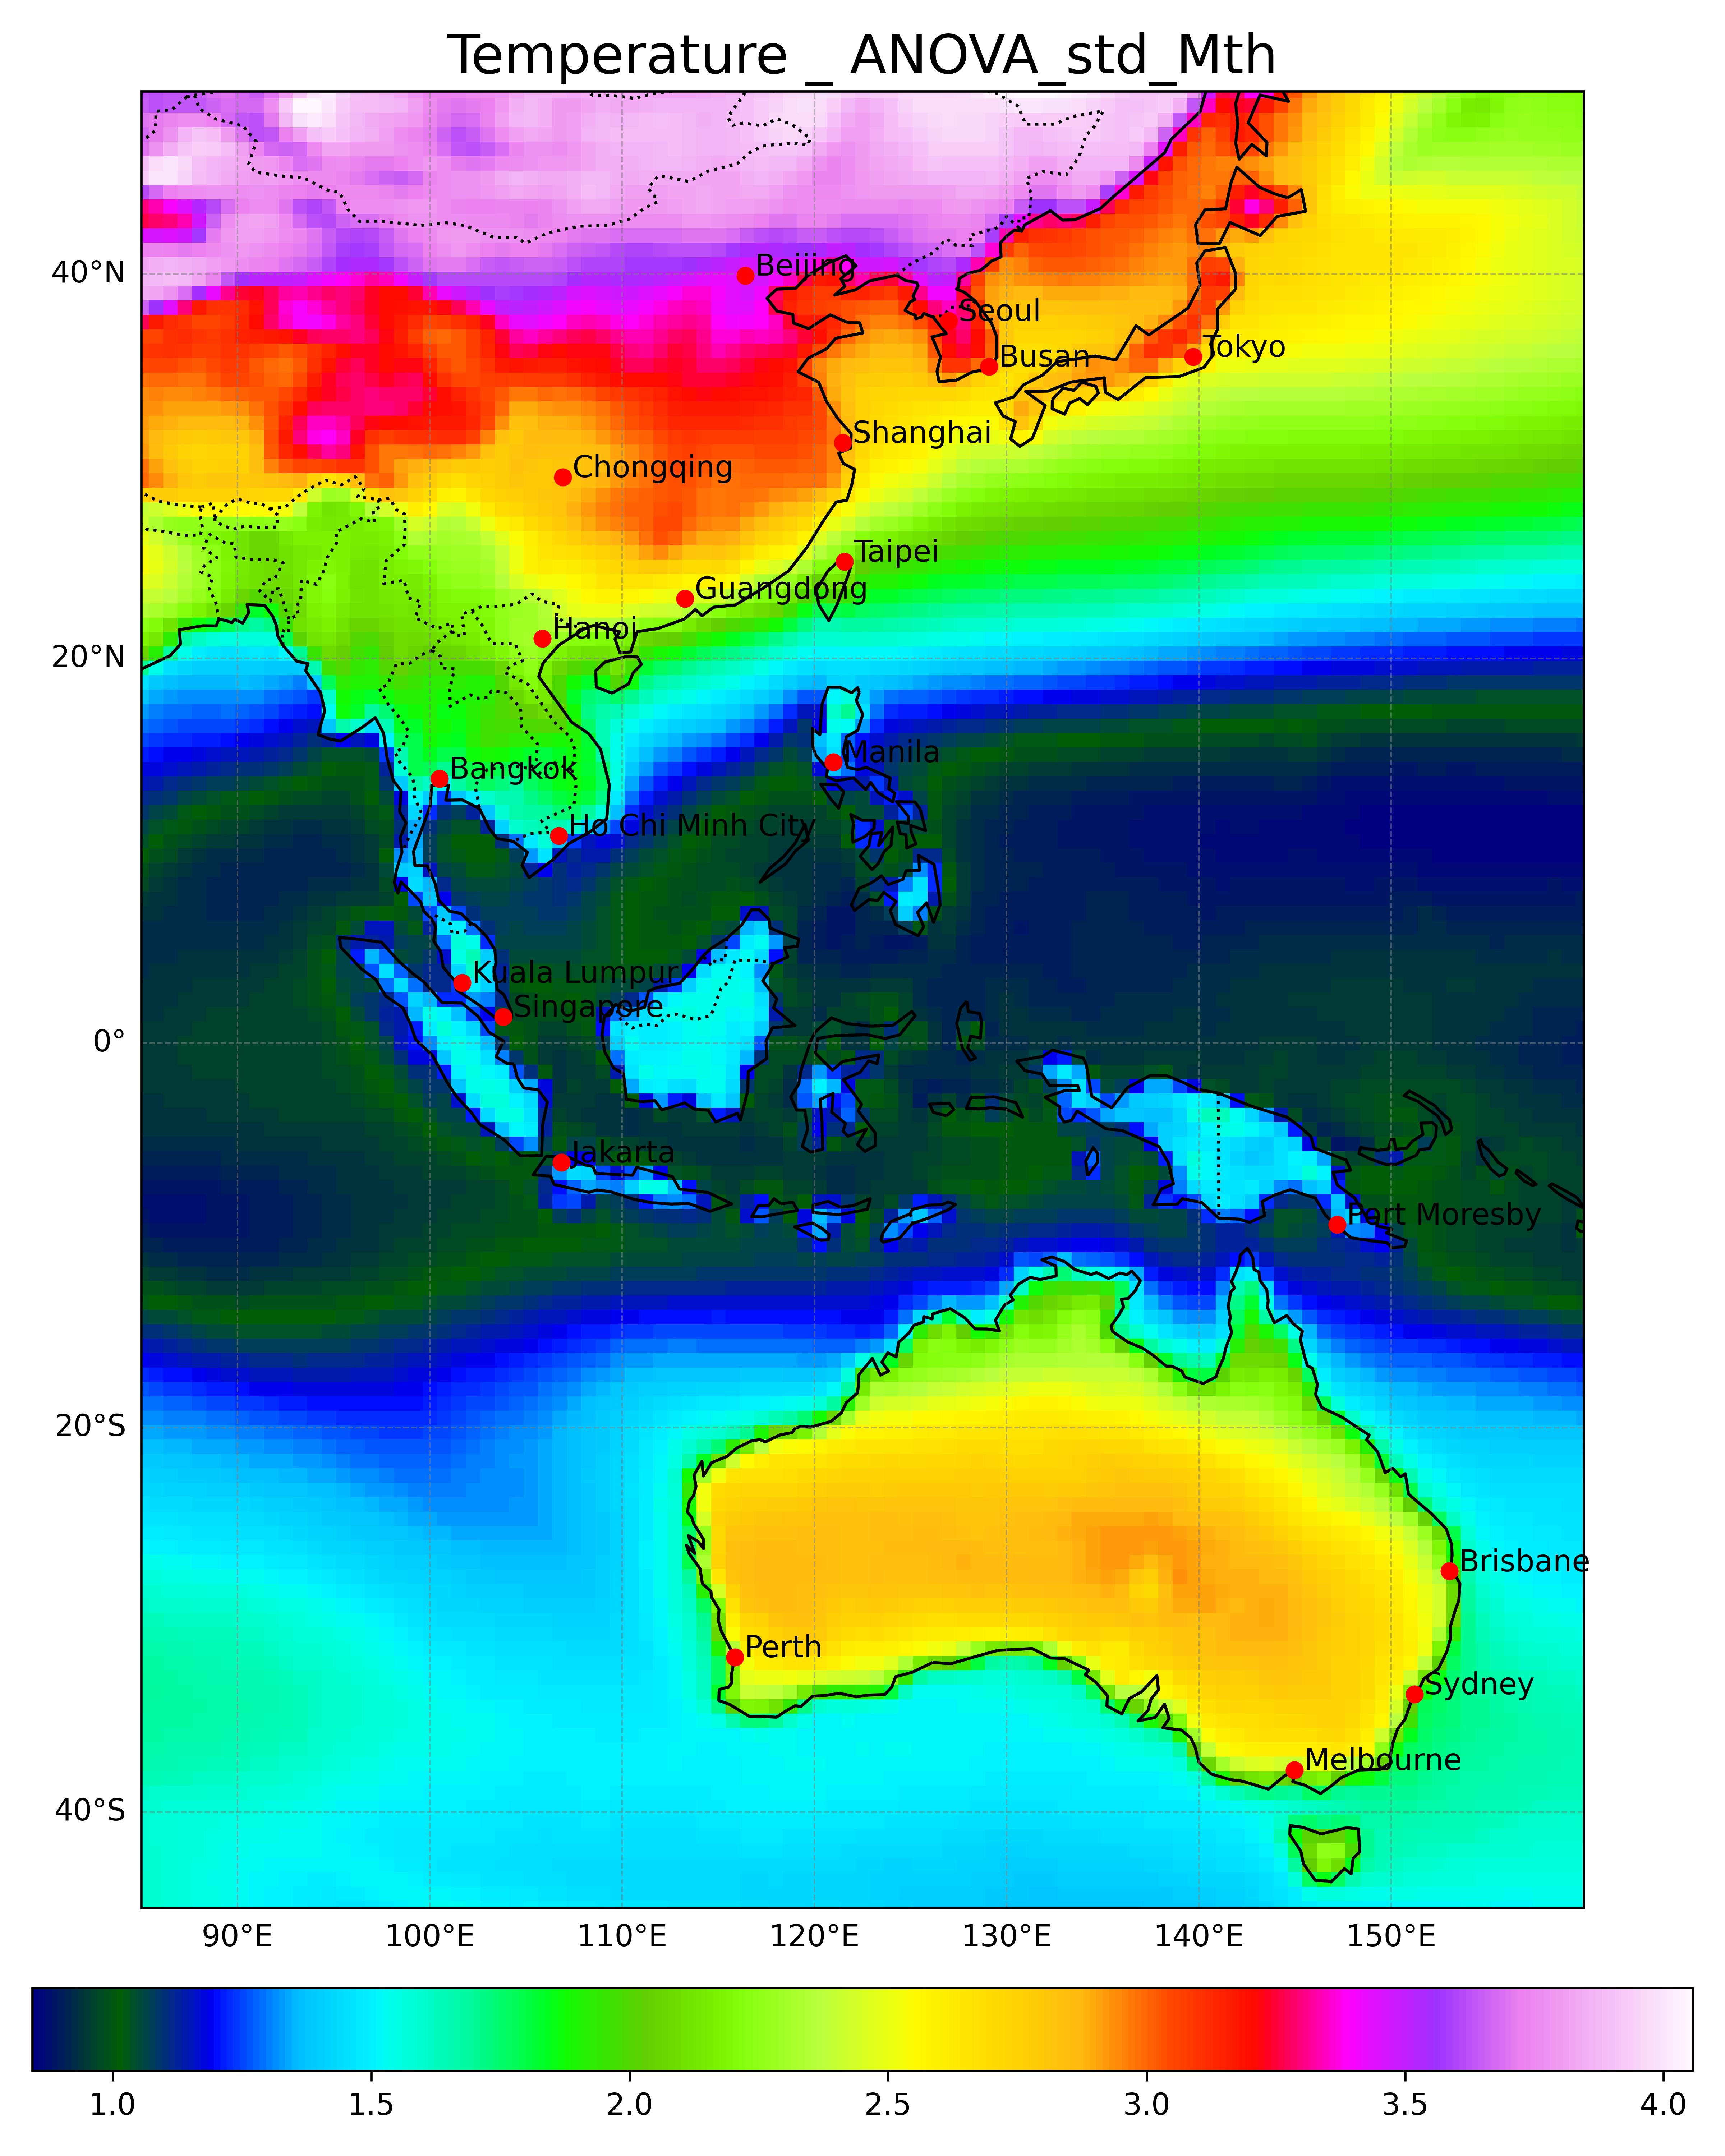 Temperature _ ANOVA_std_Mth
40°N
Beijing
Seoul
Busan
Tokyo
Shanghai
Chongqing
Taipei
Guangdong
Hanoi
20°N
Manila
Bangkok
Ho Chi Minh City
Kuala Lumpur
Singapore
0°
Jakarta
Port Moresby
20°S
Brisbane
Perth
Sydney
Melbourne
40°S
90°E 100°E 110°E 120°E 130°E 140°E 150°E
1.0 1.5 2.0 2.5 3.0 3.5 4.0